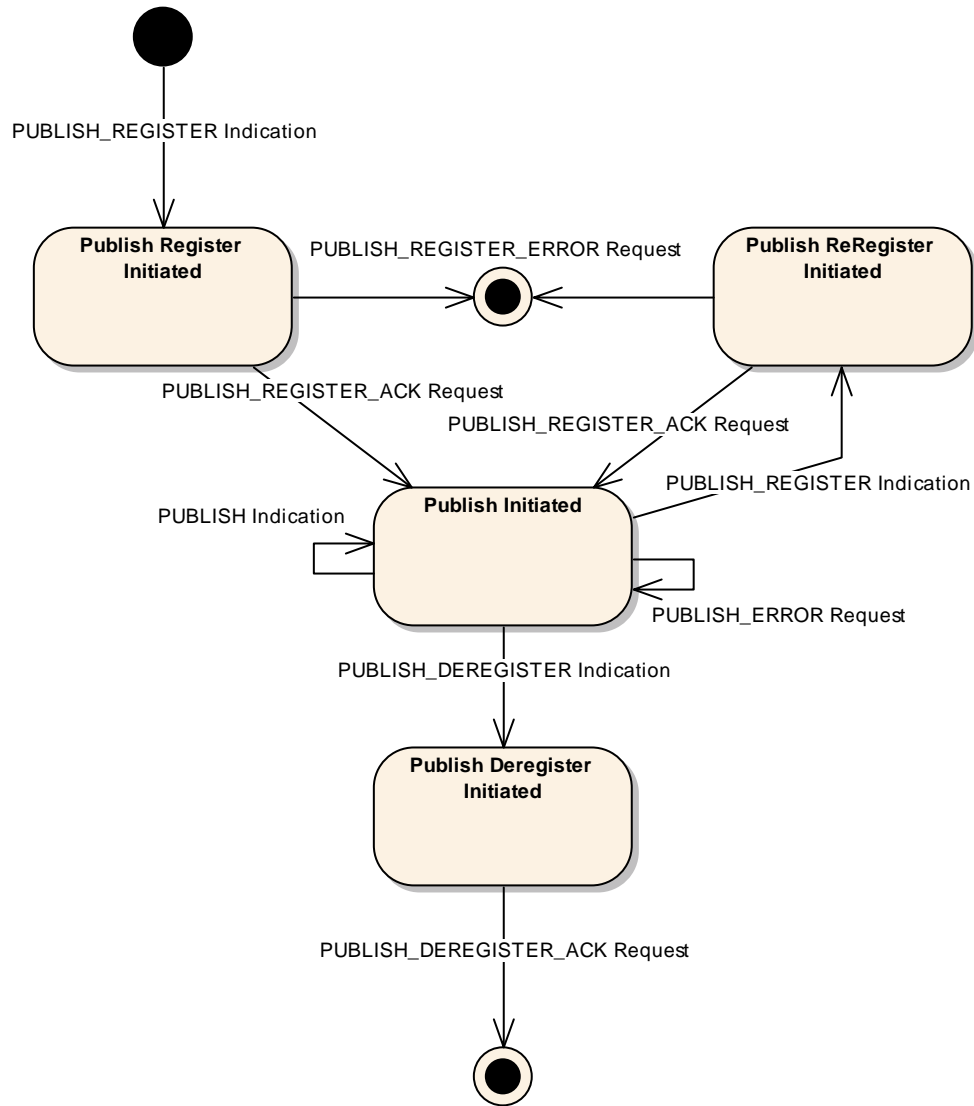 PUBLISH_REGISTER Indication
Publish Register
Initiated
PUBLISH_REGISTER_ERROR Request
Publish ReRegister
Initiated
PUBLISH_REGISTER_ACK Request
PUBLISH_REGISTER_ACK Request
PUBLISH_REGISTER Indication
Publish Initiated
PUBLISH Indication
PUBLISH_ERROR Request
PUBLISH_DEREGISTER Indication
Publish Deregister
Initiated
PUBLISH_DEREGISTER_ACK Request